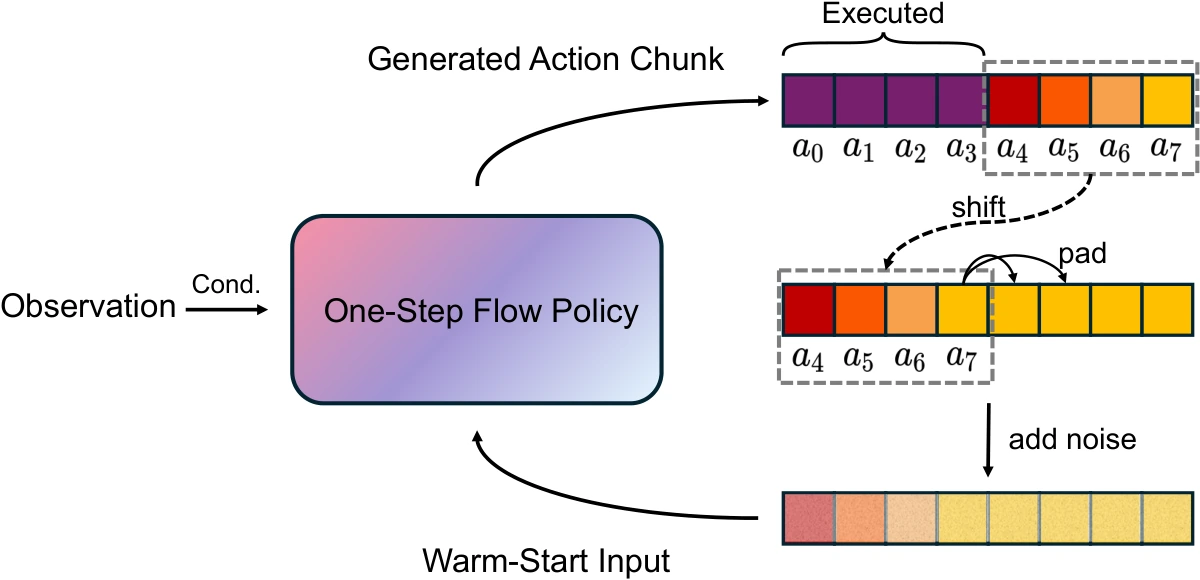 Executed
Generated Action Chunk
a0 a1 a2 a3 a4 a5 a6 a7
shift
pad
Observation
Cond.
One-Step Flow Policy
a4 a5 a6 a7
add noise
Warm-Start Input